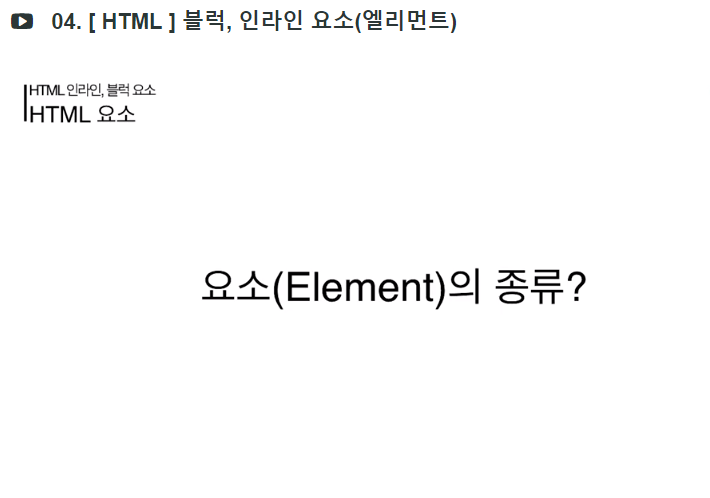 04. [ HTML ] 블럭, 인라인 요소(엘리먼트)
HTML 인라인, 블럭 요소
HTML 요소
요소(Element)의 종류?